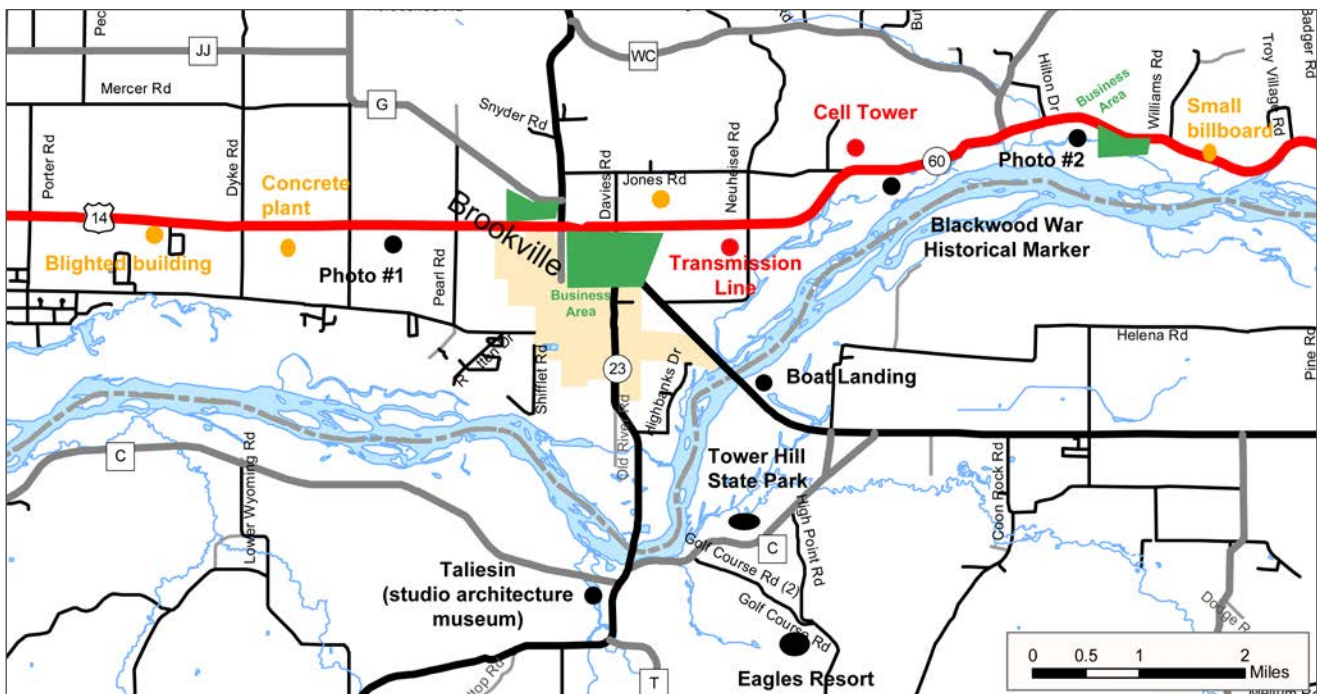 JJ
WC
Mercer Rd
G
Snyder Rd
Hilton Dr
Business
Area
Williams Rd
Troy Village Rd
Badger Rd
Cell Tower
Small
billboard
Porter Rd
Dyke Rd
Concrete
plant
Davies Rd
Jones Rd
Neuheisel Rd
60
Photo #2
14
Brookville
Blackwood War
Historical Marker
Blighted building
Photo #1
Pearl Rd
Transmission
Line
Business
Area
Helena Rd
Pine Rd
Shifflet Rd
23
Highbanks Dr
Boat Landing
Old River Rd
C
Lower Wyoming Rd
Tower Hill
State Park
High Point Rd
Coon Rock Rd
C
Golf Course Rd (2)
Taliesin
(studio architecture
museum)
Golf Course Rd
Eagles Resort
T
0 0.5 1 2
Miles